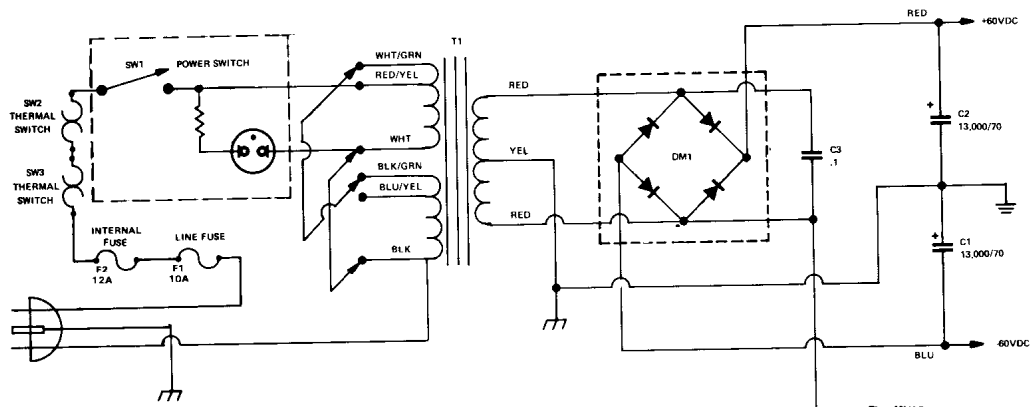 RED
+60VDC
T1
WHT/GRN
SW1
POWER SWITCH
RED/YEL
SW2
THERMAL
SWITCH
RED
C2
13,000/70
WHT
DM1
C3
.1
YEL
BLK/GRN
SW3
THERMAL
SWITCH
BLU/YEL
RED
INTERNAL
FUSE
LINE FUSE
BLK
C1
13,000/70
F2
12A
F1
10A
-60VDC
BLU